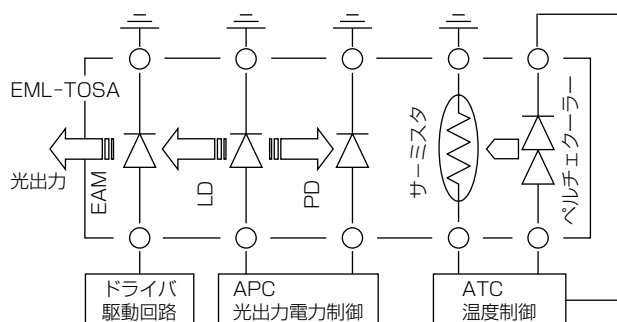 EML-TOSA
光出力
EAM
LD
PD
サーミスタ
ペルチェクーラー
ドライバ
駆動回路
APC
光出力電力制御
ATC
温度制御